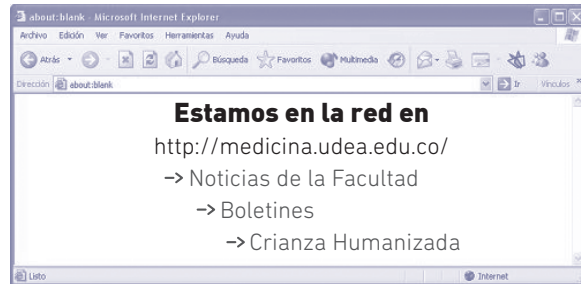 about:blank - Microsoft Internet Explorer
Archivo Edición Ver Favoritos Herramientas Ayuda
Atrás Búsqueda Favoritos Multimedia
Dirección about:blank Ir Vínculos »
Estamos en la red en
http://medicina.udea.edu.co/
–> Noticias de la Facultad
–> Boletines
–> Crianza Humanizada
Listo Internet